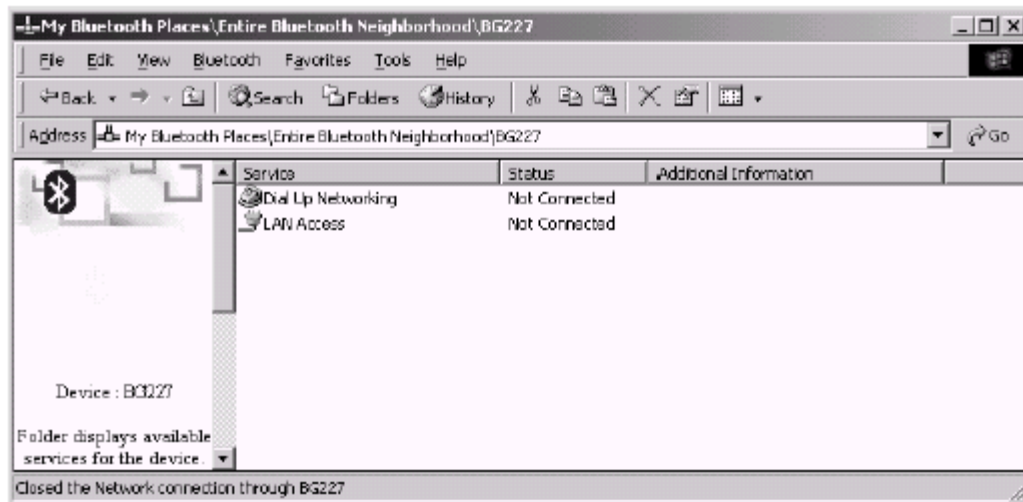 My Bluetooth Places\Entire Bluetooth Neighborhood\BG227
File Edit View Bluetooth Favorites Tools Help
Back Search Folders History
Address My Bluetooth Places\Entire Bluetooth Neighborhood\BG227 Go
Service Status Additional Information
Dial Up Networking Not Connected
LAN Access Not Connected
Device : BG227
Folder displays available
services for the device.
Closed the Network connection through BG227